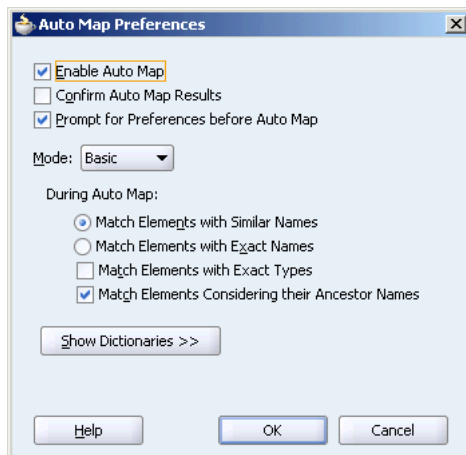 Auto Map Preferences
Enable Auto Map
Confirm Auto Map Results
Prompt for Preferences before Auto Map
Mode: Basic
During Auto Map:
Match Elements with Similar Names
Match Elements with Exact Names
Match Elements with Exact Types
Match Elements Considering their Ancestor Names
Show Dictionaries >>
Help OK Cancel